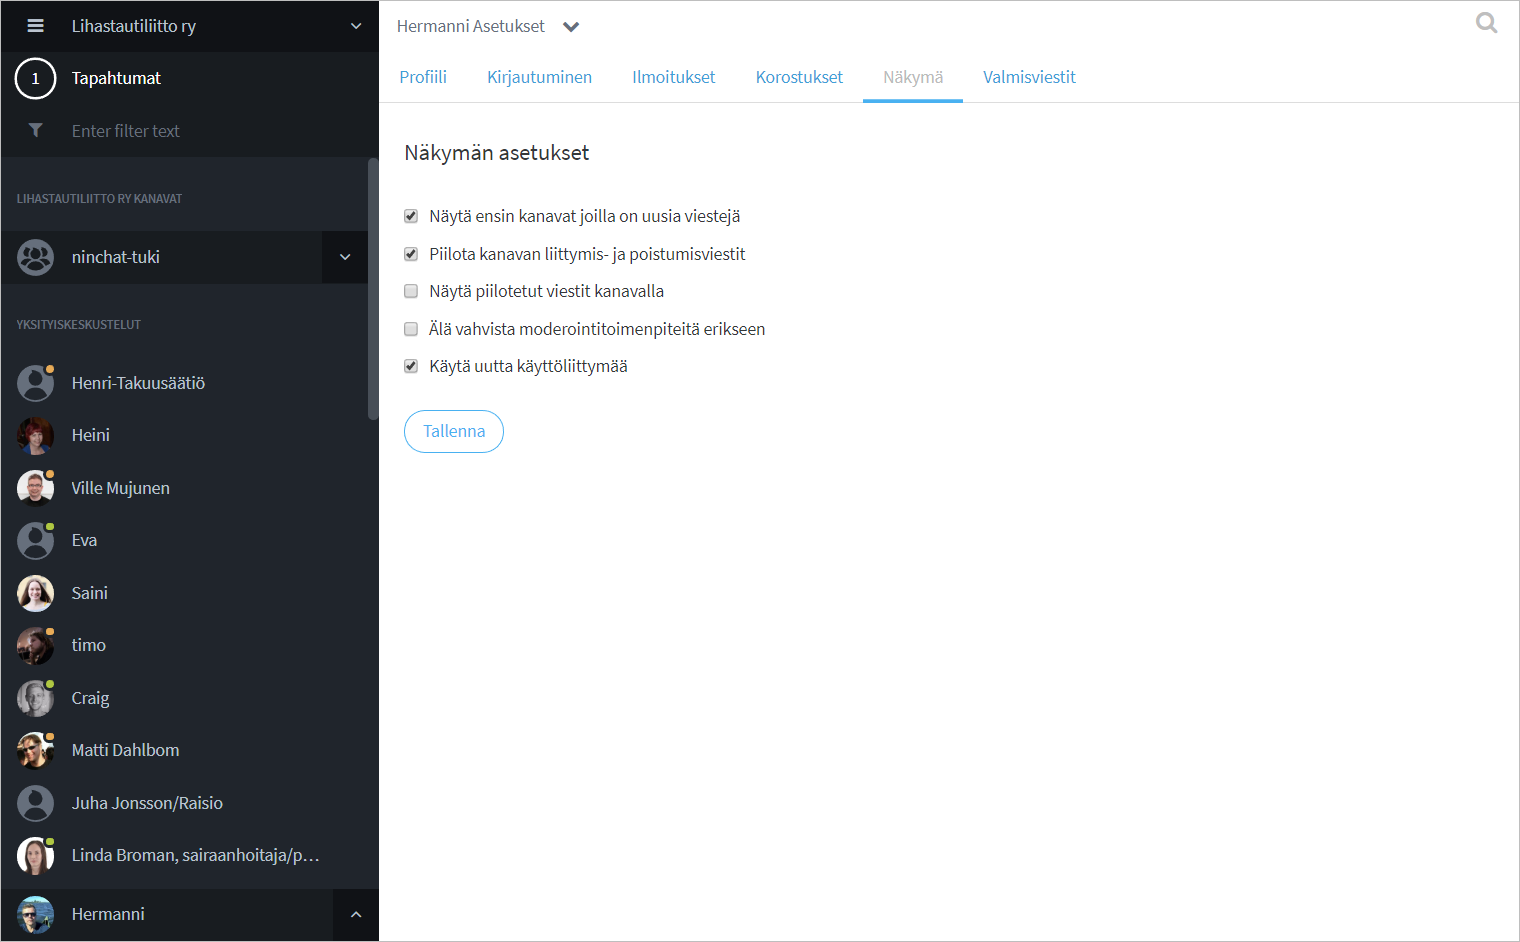 Lihastautiliitto ry
1 Tapahtumat
Enter filter text
LIHASTAUTILIITTO RY KANAVAT
ninchat-tuki
YKSITYISKESKUSTELUT
Henri-Takuusäätiö
Heini
Ville Mujunen
Eva
Saini
timo
Craig
Matti Dahlbom
Juha Jonsson/Raisio
Linda Broman, sairaanhoitaja/p…
Hermanni
Hermanni Asetukset
Profiili Kirjautuminen Ilmoitukset Korostukset Näkymä Valmisviestit
Näkymän asetukset
Näytä ensin kanavat joilla on uusia viestejä
Piilota kanavan liittymis- ja poistumisviestit
Näytä piilotetut viestit kanavalla
Älä vahvista moderointitoimenpiteitä erikseen
Käytä uutta käyttöliittymää
Tallenna